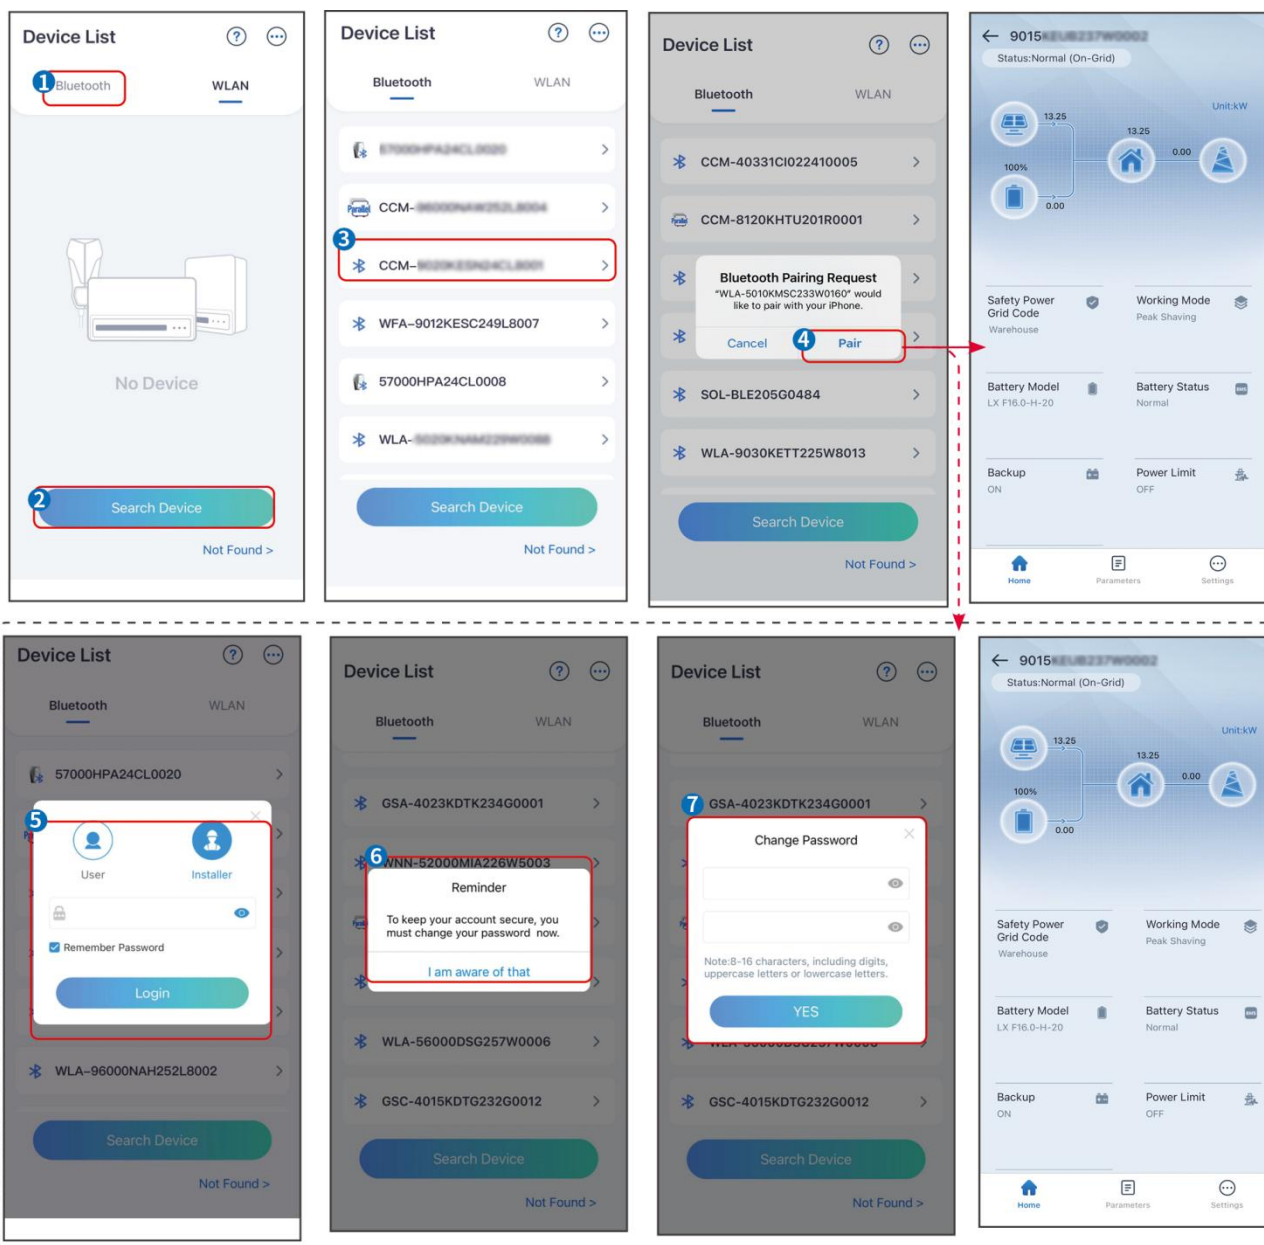 Device List
1
Bluetooth
WLAN
No Device
2
Search Device
Not Found >
Device List
Bluetooth
WLAN
Parallel
CCM-
3
CCM-
WFA-9012KESC249L8007
57000HPA24CL0008
WLA-
Search Device
Not Found >
Device List
Bluetooth
WLAN
CCM-40331CI022410005
Parallel
CCM-8120KHTU201R0001
Bluetooth Pairing Request
"WLA-5010KMSC233W0160" would
like to pair with your iPhone.
Cancel
4
Pair
SOL-BLE205G0484
WLA-9030KETT225W8013
Search Device
Not Found >
9015
Status:Normal (On-Grid)
Unit:kW
13.25
13.25
0.00
100%
0.00
Safety Power
Grid Code
Warehouse
Working Mode
Peak Shaving
Battery Model
LX F16.0-H-20
Battery Status
Normal
Backup
ON
Power Limit
OFF
Home
Parameters
Settings
Device List
Bluetooth
WLAN
57000HPA24CL0020
5
User
Installer
Remember Password
Login
WLA-96000NAH252L8002
Search Device
Not Found >
Device List
Bluetooth
WLAN
GSA-4023KDTK234G0001
6
WNN-52000MIA226W5003
Reminder
To keep your account secure, you
must change your password now.
I am aware of that
WLA-56000DSG257W0006
GSC-4015KDTG232G0012
Search Device
Not Found >
Device List
Bluetooth
WLAN
7
GSA-4023KDTK234G0001
Change Password
Note:8-16 characters, including digits,
uppercase letters or lowercase letters.
YES
GSC-4015KDTG232G0012
Search Device
Not Found >
9015
Status:Normal (On-Grid)
Unit:kW
13.25
13.25
0.00
100%
0.00
Safety Power
Grid Code
Warehouse
Working Mode
Peak Shaving
Battery Model
LX F16.0-H-20
Battery Status
Normal
Backup
ON
Power Limit
OFF
Home
Parameters
Settings